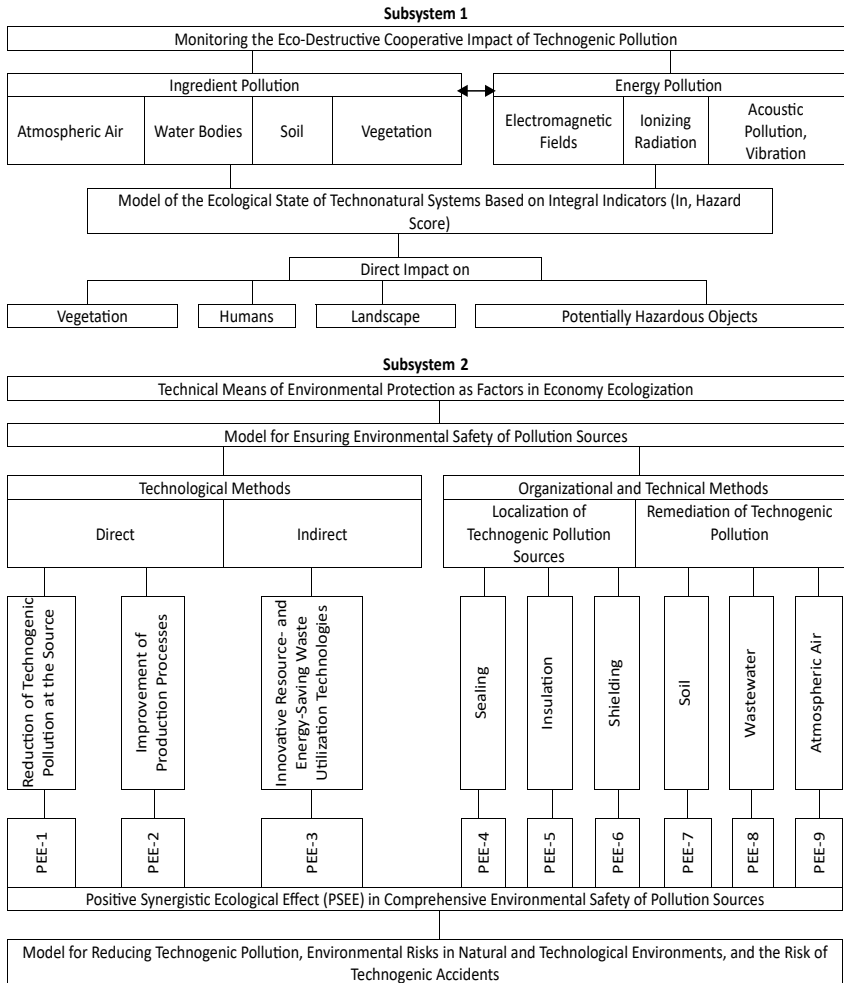 Subsystem 1
Monitoring the Eco-Destructive Cooperative Impact of Technogenic Pollution
Ingredient Pollution
Energy Pollution
Atmospheric Air
Water Bodies
Soil
Vegetation
Electromagnetic
Fields
Ionizing
Radiation
Acoustic
Pollution,
Vibration
Model of the Ecological State of Technonatural Systems Based on Integral Indicators (In, Hazard
Score)
Direct Impact on
Vegetation
Humans
Landscape
Potentially Hazardous Objects
Subsystem 2
Technical Means of Environmental Protection as Factors in Economy Ecologization
Model for Ensuring Environmental Safety of Pollution Sources
Technological Methods
Organizational and Technical Methods
Direct
Indirect
Localization of
Technogenic Pollution
Sources
Remediation of Technogenic
Pollution
Reduction of Technogenic
Pollution at the Source
Improvement of
Production Processes
Innovative Resource- and
Energy-Saving Waste
Utilization Technologies
Sealing
Insulation
Shielding
Soil
Wastewater
Atmospheric Air
PEE-1
PEE-2
PEE-3
PEE-4
PEE-5
PEE-6
PEE-7
PEE-8
PEE-9
Positive Synergistic Ecological Effect (PSEE) in Comprehensive Environmental Safety of Pollution Sources
Model for Reducing Technogenic Pollution, Environmental Risks in Natural and Technological Environments, and the Risk of
Technogenic Accidents